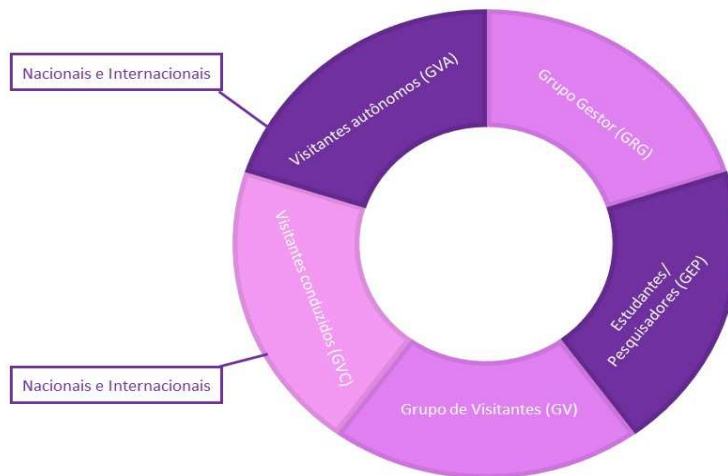 Nacionais e Internacionais
Visitantes autônomos (GVA)
Grupo Gestor (GRG)
Estudantes/
Pesquisadores (GEP)
Grupo de Visitantes (GV)
Visitantes conduzidos (GVC)
Nacionais e Internacionais